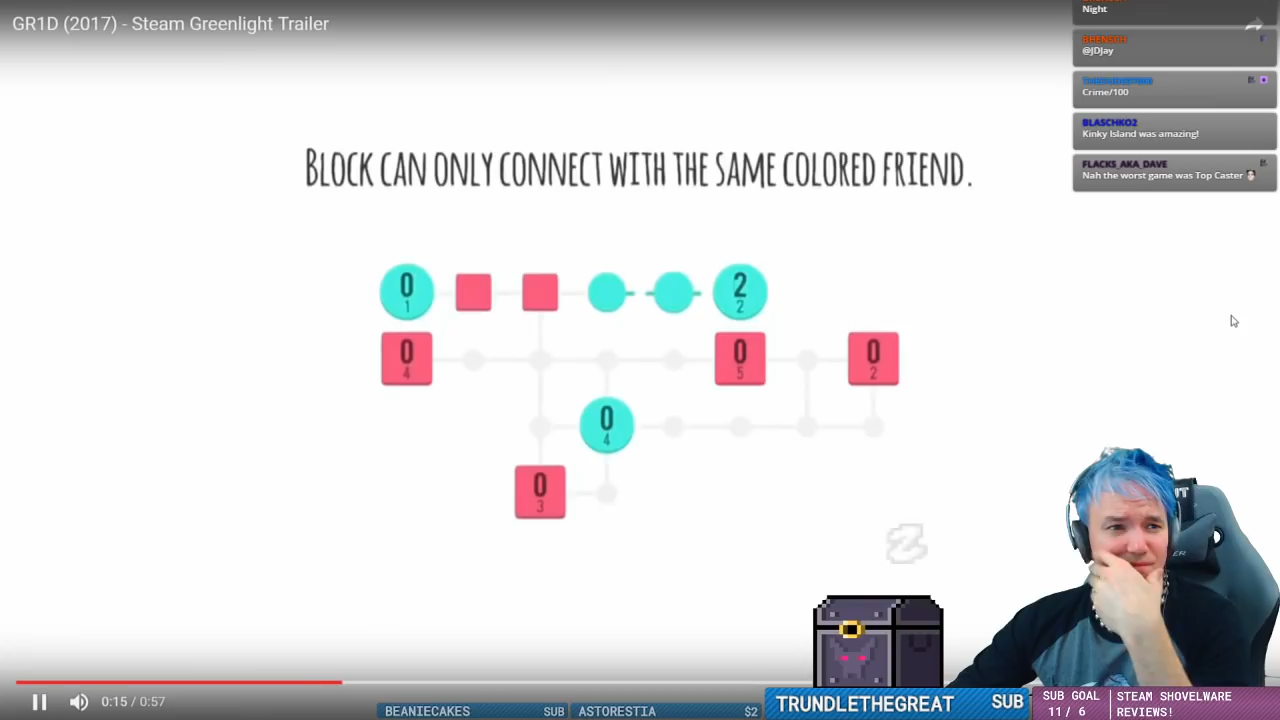 GR1D (2017) - Steam Greenlight Trailer
Night
@JDJay
Crime/100
BLASCHKO2
Kinky Island was amazing!
FLACKS_AKA_DAVE
Nah the worst game was Top Caster
BLOCK CAN ONLY CONNECT WITH THE SAME COLORED FRIEND.
0 2
1 2
0 0 0
4 5 2
0
4
0
3
0:15 / 0:57
BEANIECAKES SUB ASTORESTIA $2
TRUNDLETHEGREAT SUB
SUB GOAL
11 / 6
STEAM SHOVELWARE
REVIEWS!